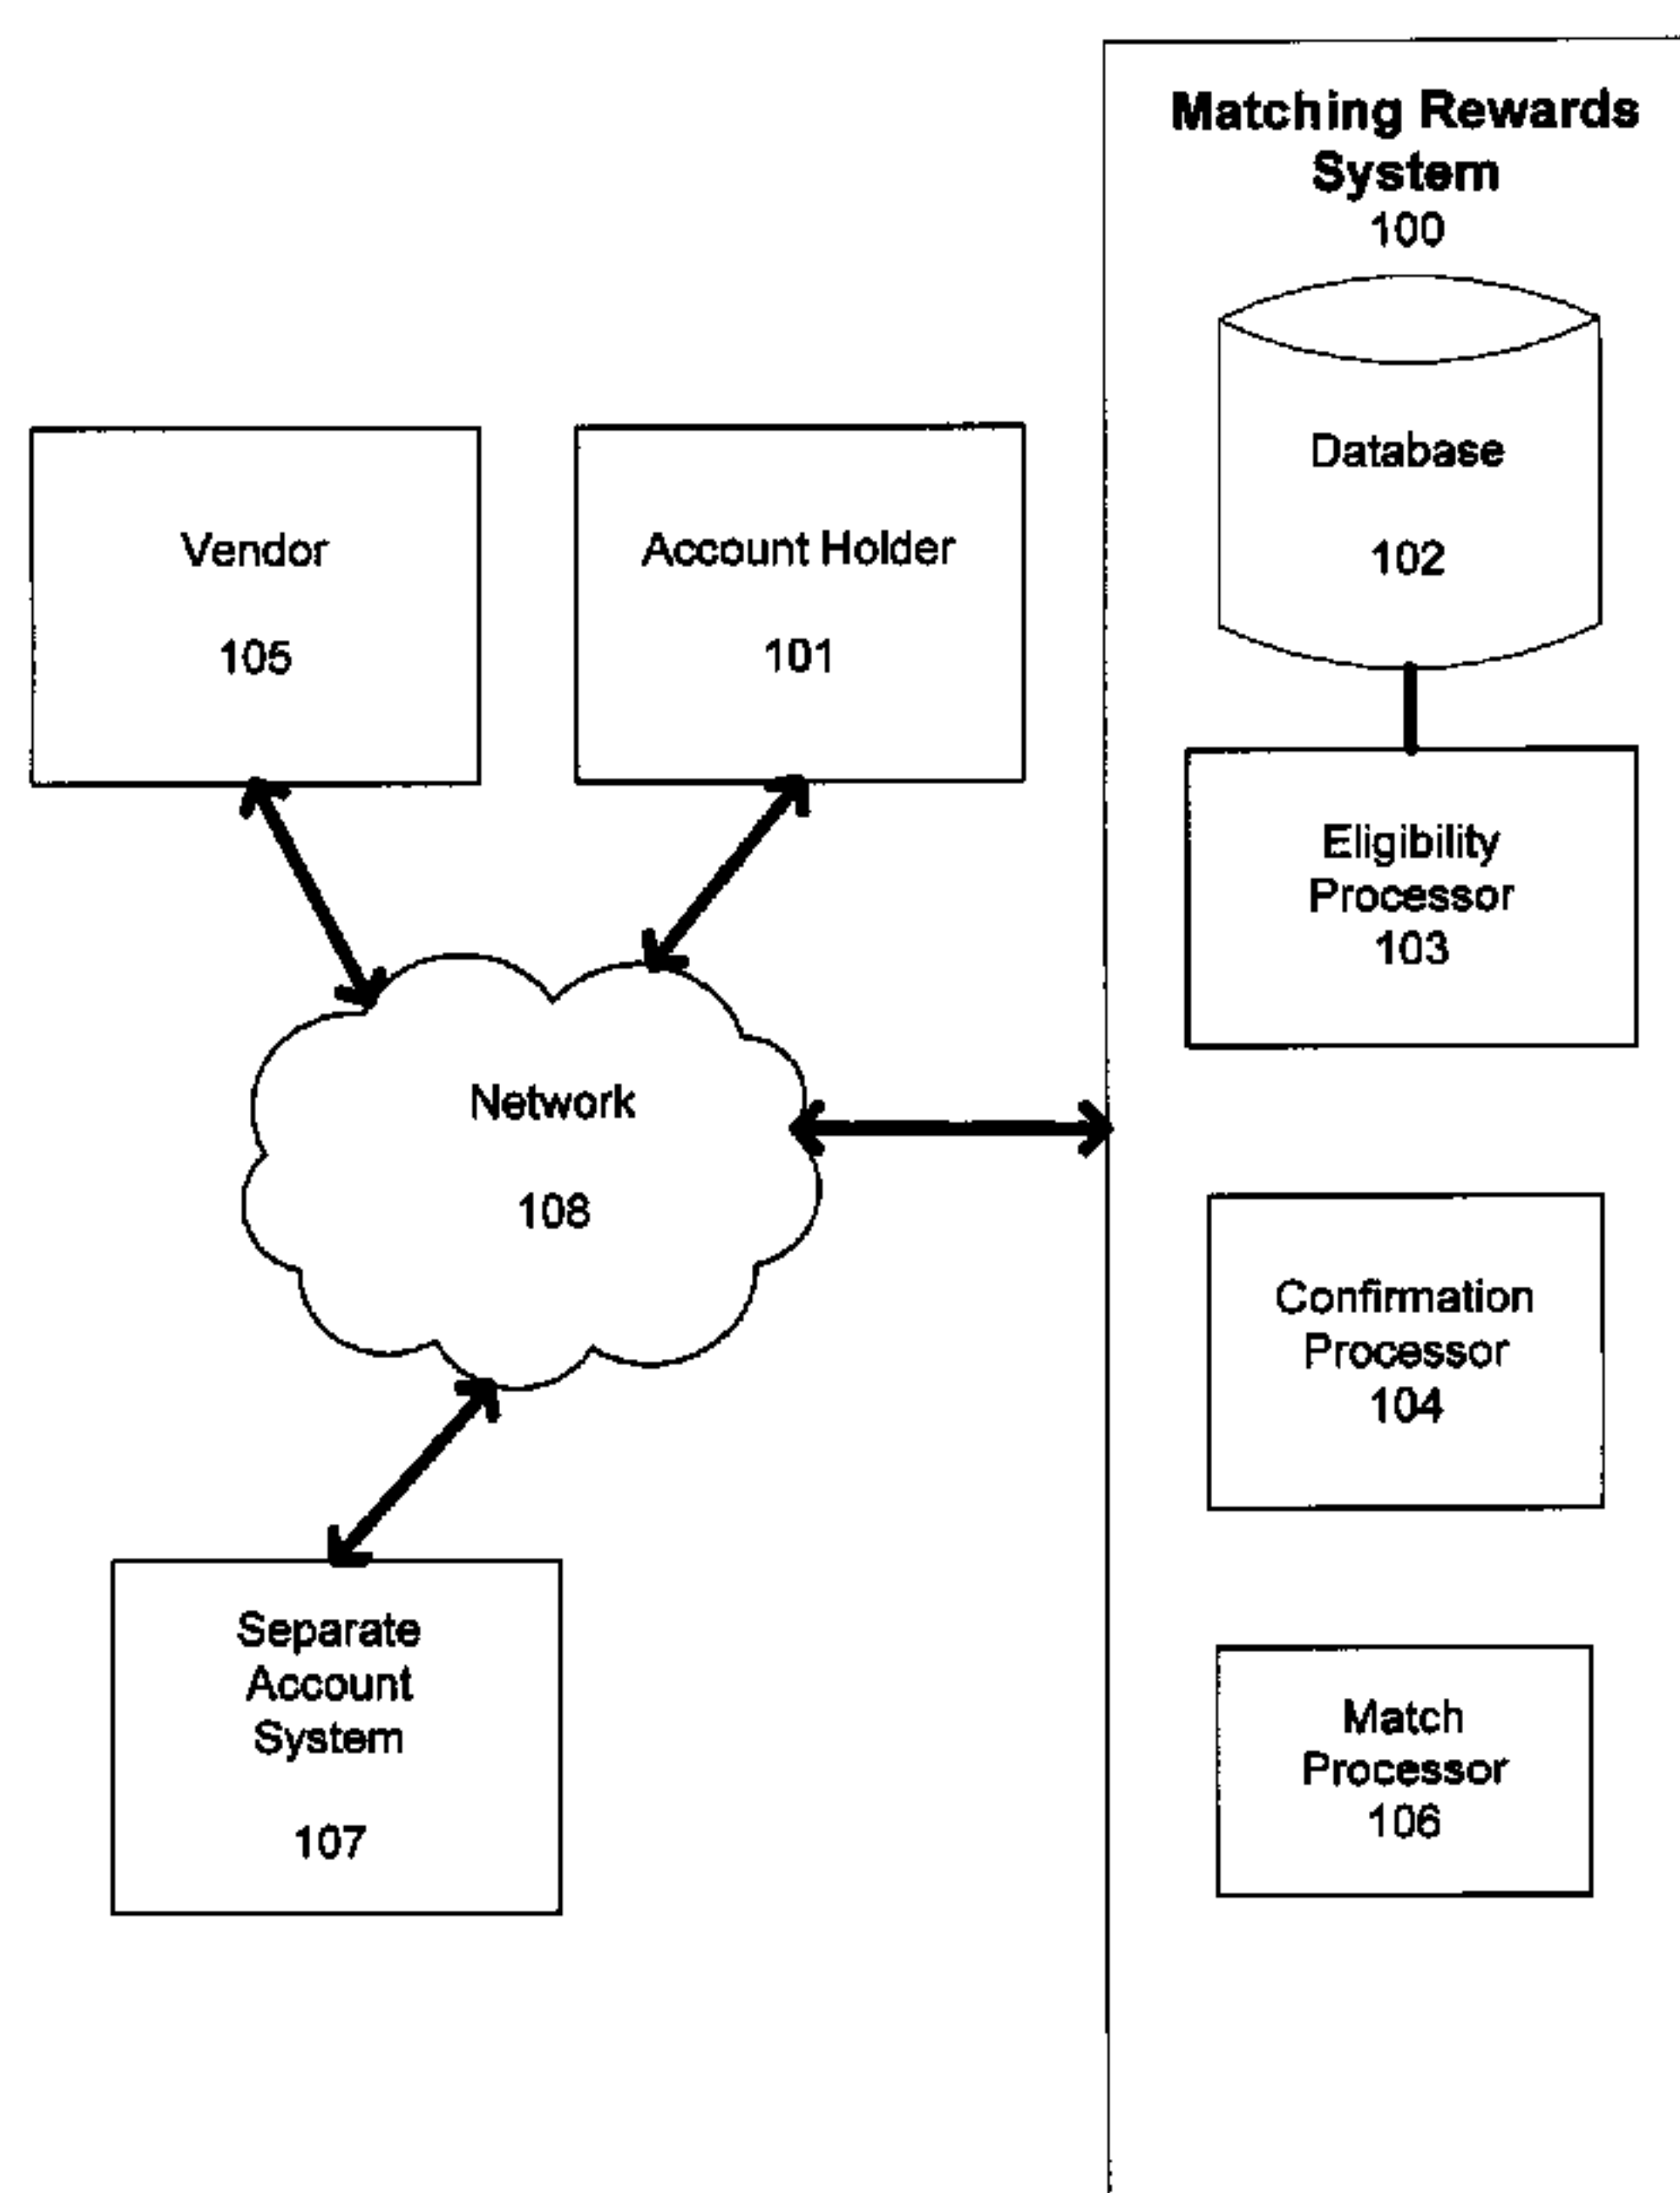 Matching Rewards
System
100
Database
102
Vendor
105
Account Holder
101
Eligibility
Processor
103
Network
108
Confirmation
Processor
104
Separate
Account
System
107
Match
Processor
106